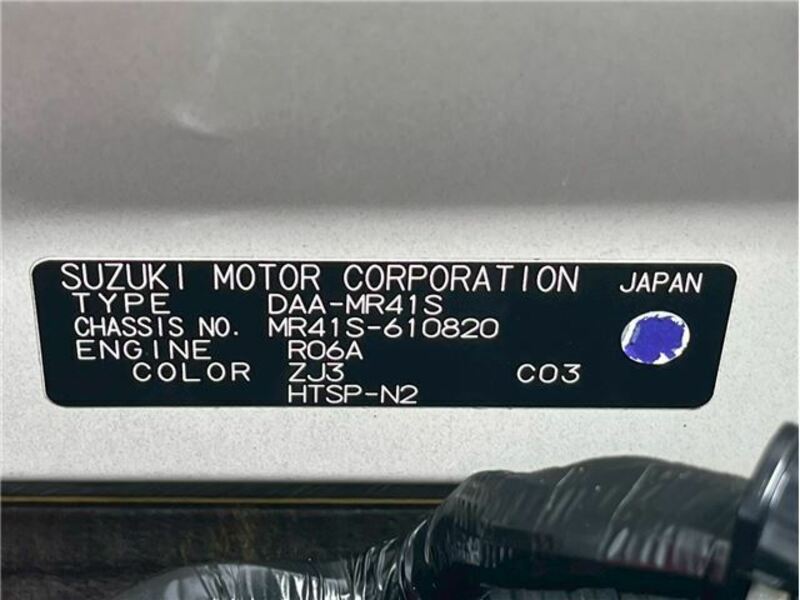 SUZUKI MOTOR CORPORATION JAPAN
TYPE DAA-MR41S
CHASSIS NO. MR41S-610820
ENGINE R06A
COLOR ZJ3 C03
HTSP-N2